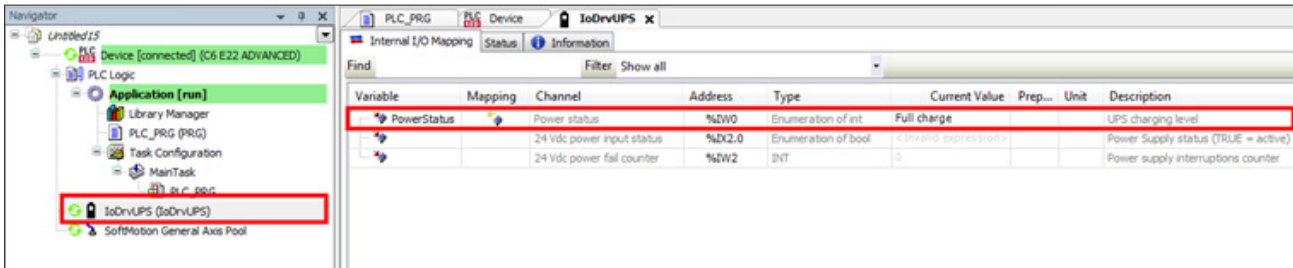 Navigator
Untitled15
Device [connected] (C6 E22 ADVANCED)
PLC Logic
Application [run]
Library Manager
PLC_PRG (PRG)
Task Configuration
MainTask
PLC_PRG
IoDrvUPS (IoDrvUPS)
SoftMotion General Axis Pool
PLC_PRG Device IoDrvUPS
Internal I/O Mapping Status Information
Find Filter Show all
Variable Mapping Channel Address Type Current Value Prep... Unit Description
PowerStatus Power status %IW0 Enumeration of int Full charge UPS charging level
24 Vdc power input status %IX2.0 Enumeration of bool <Invalid expression> Power Supply status (TRUE = active)
24 Vdc power fail counter %IW2 INT 0 Power supply interruptions counter